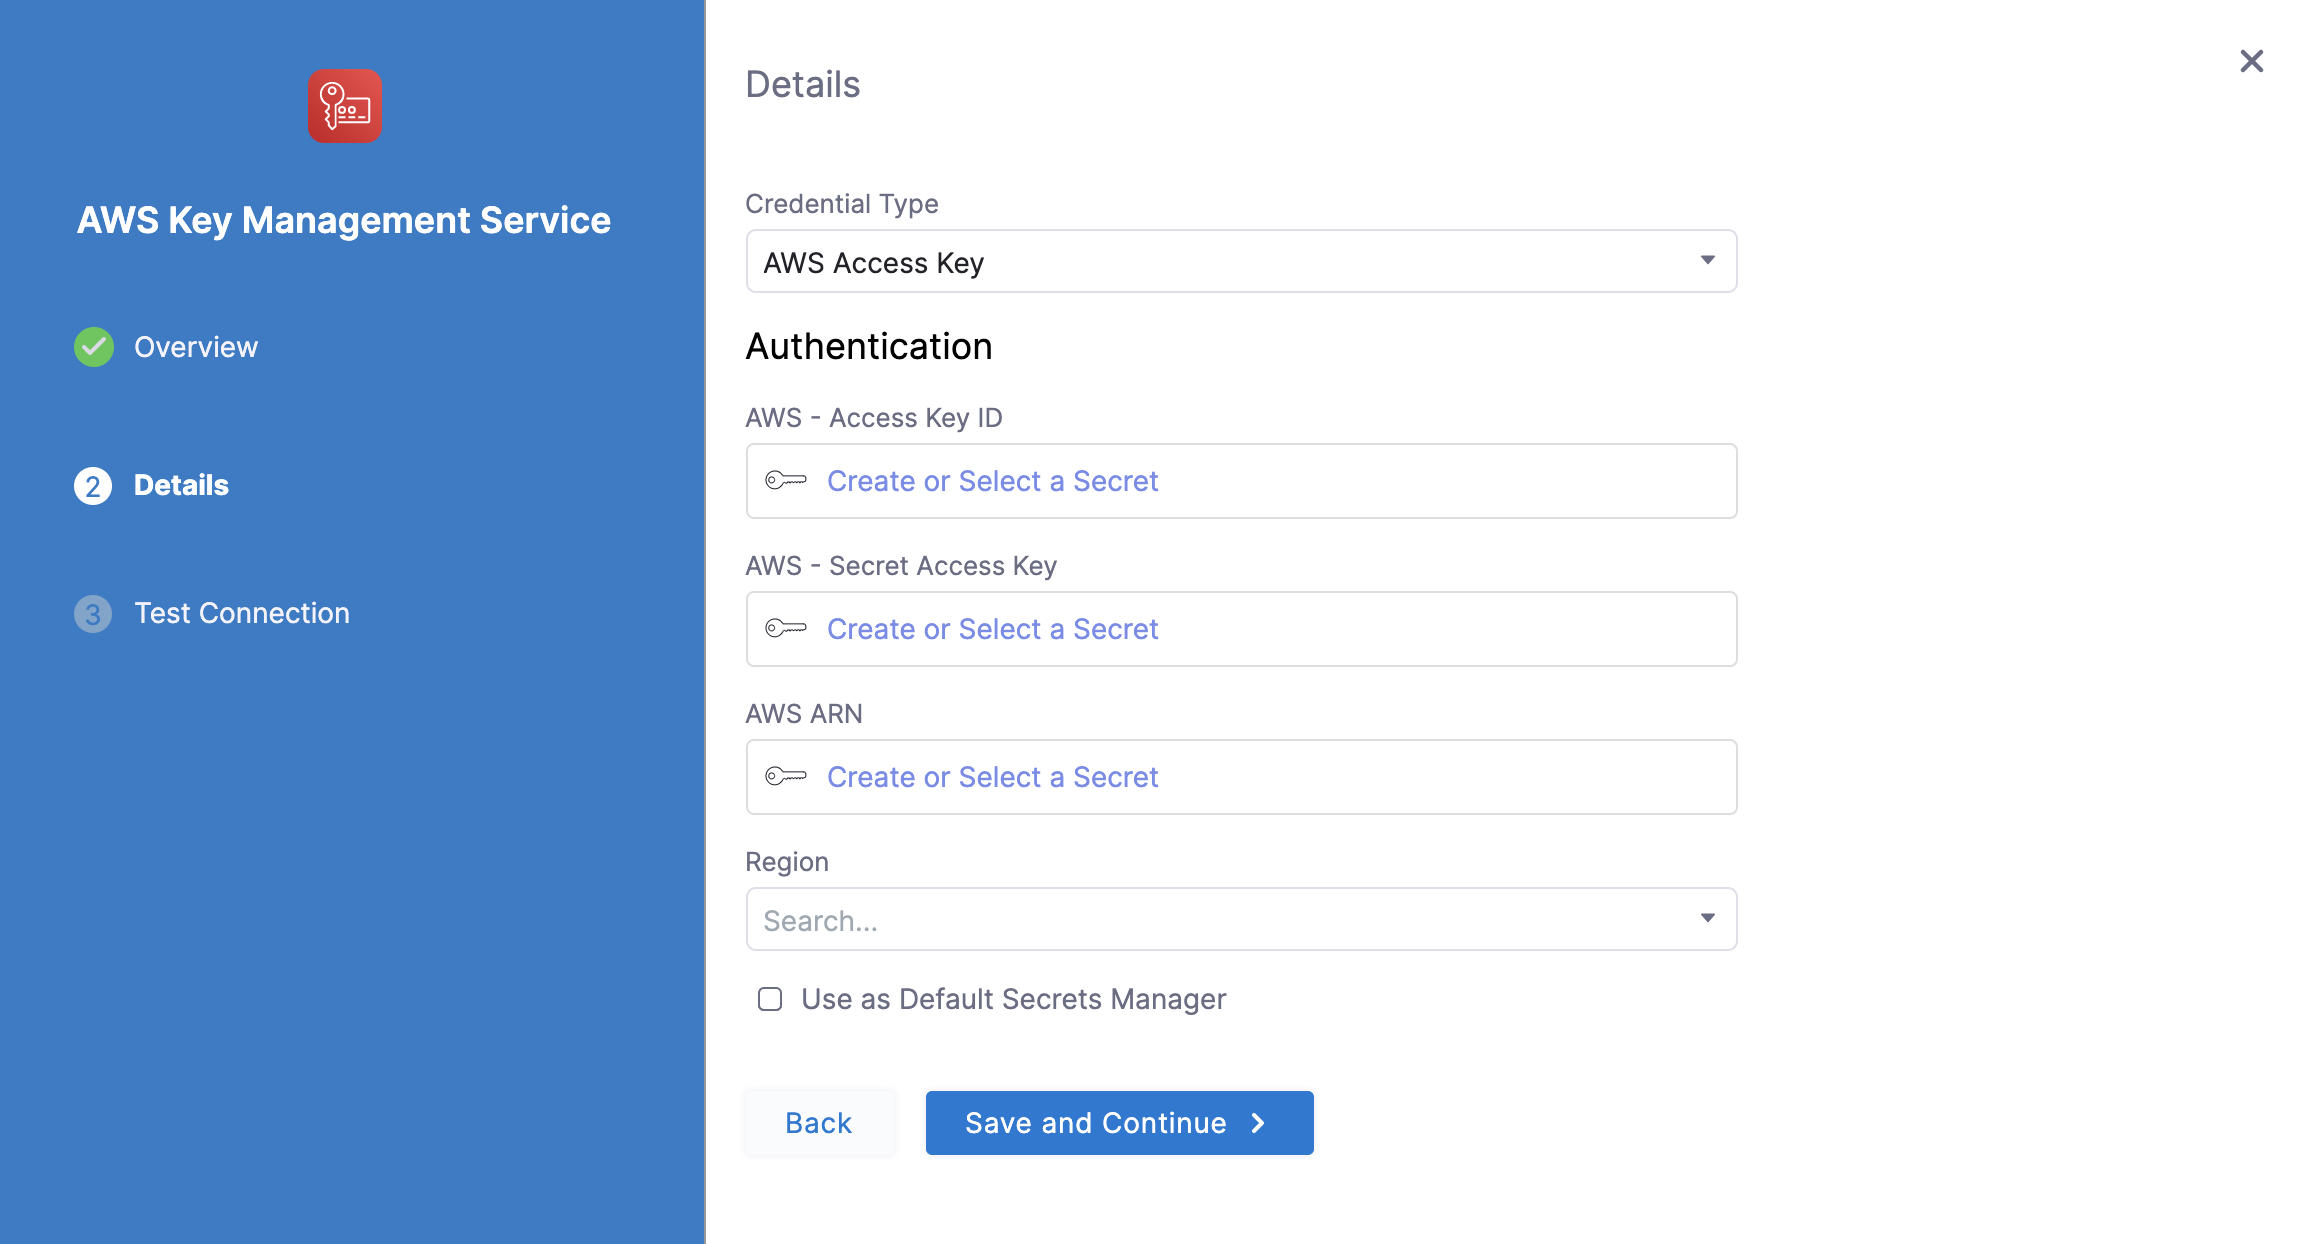 AWS Key Management Service
Overview
2 Details
3 Test Connection
Details
Credential Type
AWS Access Key
Authentication
AWS - Access Key ID
Create or Select a Secret
AWS - Secret Access Key
Create or Select a Secret
AWS ARN
Create or Select a Secret
Region
Search...
Use as Default Secrets Manager
Back
Save and Continue